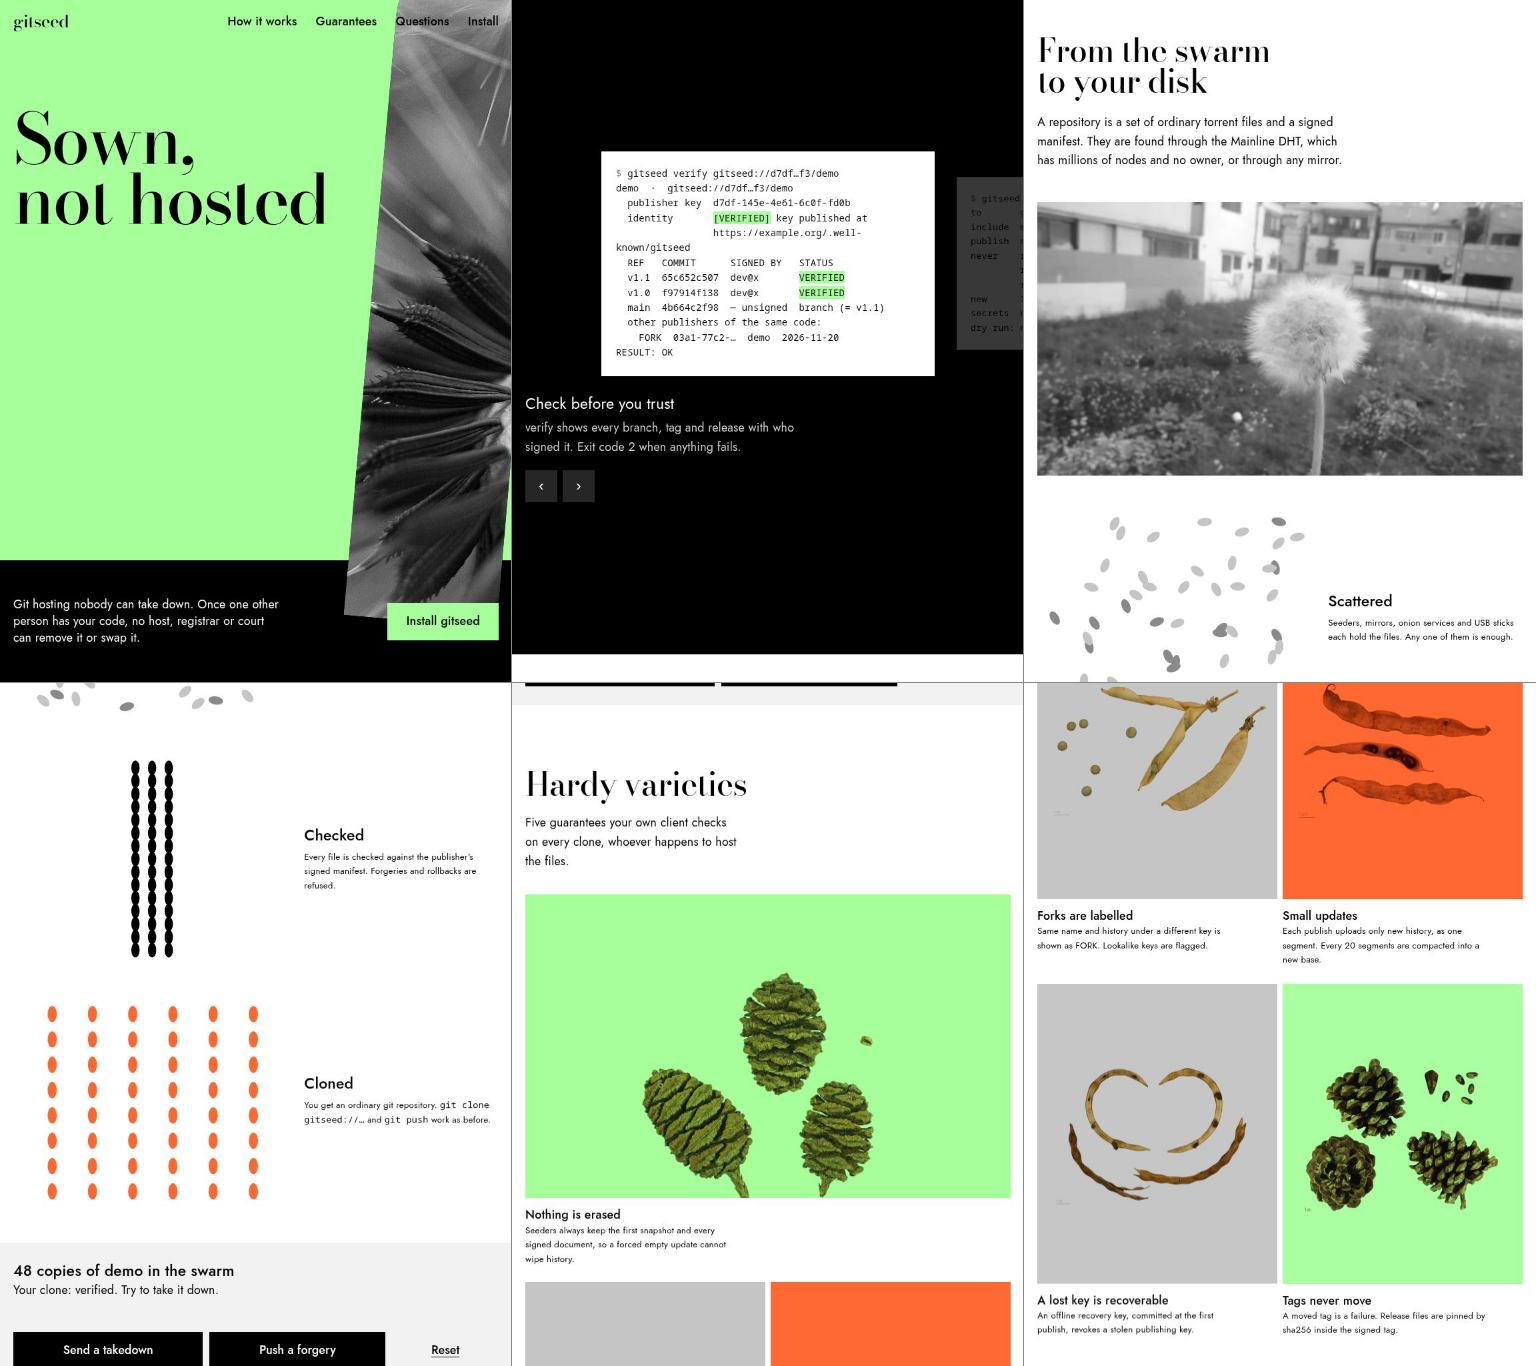 gitseed
How it works Guarantees Questions Install
Sown,
not hosted
Git hosting nobody can take down. Once one other
person has your code, no host, registrar or court
can remove it or swap it.
Install gitseed
$ gitseed verify gitseed://d7df…f3/demo
demo · gitseed://d7df…f3/demo
publisher key d7df-145e-4e61-6c0f-fd0b
identity [VERIFIED] key published at
https://example.org/.well-
known/gitseed
REF COMMIT SIGNED BY STATUS
v1.1 65c652c507 dev@x VERIFIED
v1.0 f97914f138 dev@x VERIFIED
main 4b664c2f98 — unsigned branch (= v1.1)
other publishers of the same code:
FORK 03a1-77c2-… demo 2026-11-20
RESULT: OK
$ gitseed
to
include
publish
never
new
secrets
dry run:
Check before you trust
verify shows every branch, tag and release with who
signed it. Exit code 2 when anything fails.
‹ ›
From the swarm
to your disk
A repository is a set of ordinary torrent files and a signed
manifest. They are found through the Mainline DHT, which
has millions of nodes and no owner, or through any mirror.
Scattered
Seeders, mirrors, onion services and USB sticks
each hold the files. Any one of them is enough.
Checked
Every file is checked against the publisher's
signed manifest. Forgeries and rollbacks are
refused.
Cloned
You get an ordinary git repository. git clone
gitseed://… and git push work as before.
48 copies of demo in the swarm
Your clone: verified. Try to take it down.
Send a takedown Push a forgery Reset
Hardy varieties
Five guarantees your own client checks
on every clone, whoever happens to host
the files.
Nothing is erased
Seeders always keep the first snapshot and every
signed document, so a forced empty update cannot
wipe history.
Forks are labelled
Same name and history under a different key is
shown as FORK. Lookalike keys are flagged.
Small updates
Each publish uploads only new history, as one
segment. Every 20 segments are compacted into a
new base.
A lost key is recoverable
An offline recovery key, committed at the first
publish, revokes a stolen publishing key.
Tags never move
A moved tag is a failure. Release files are pinned by
sha256 inside the signed tag.